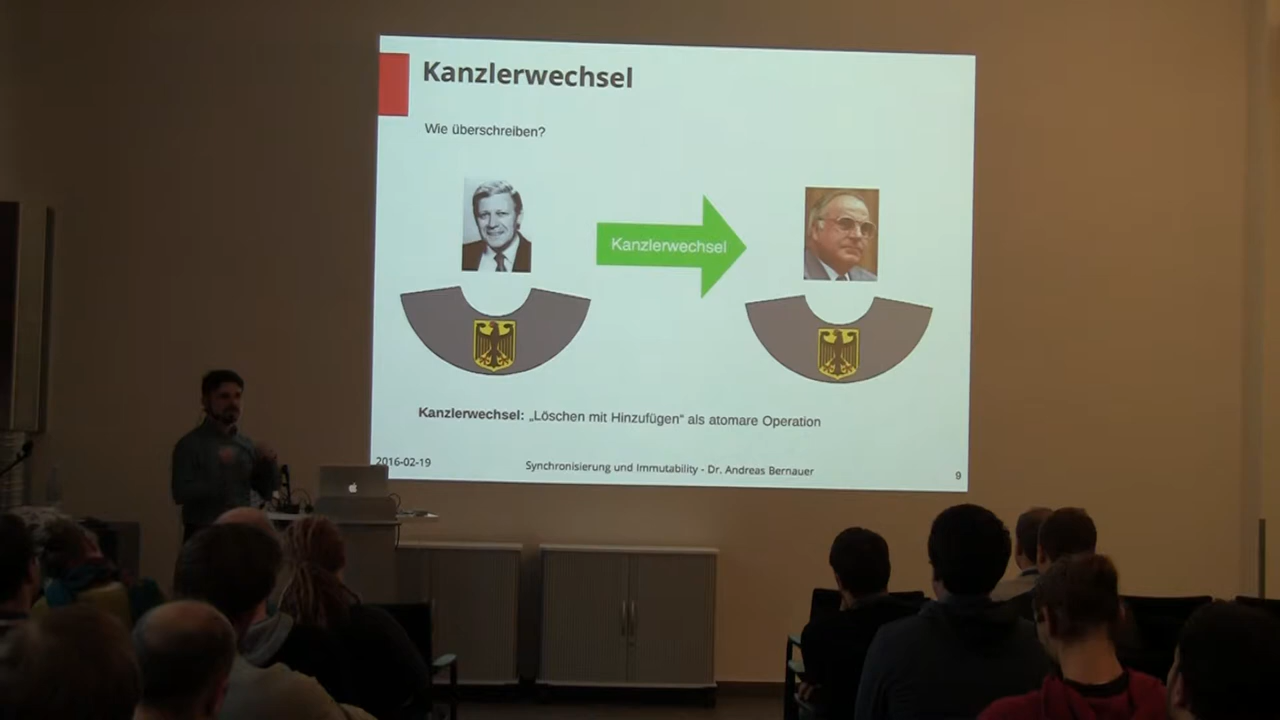 Kanzlerwechsel
Wie überschreiben?
Kanzlerwechsel
Kanzlerwechsel: „Löschen mit Hinzufügen“ als atomare Operation
2016-02-19
Synchronisierung und Immutability - Dr. Andreas Bernauer
9